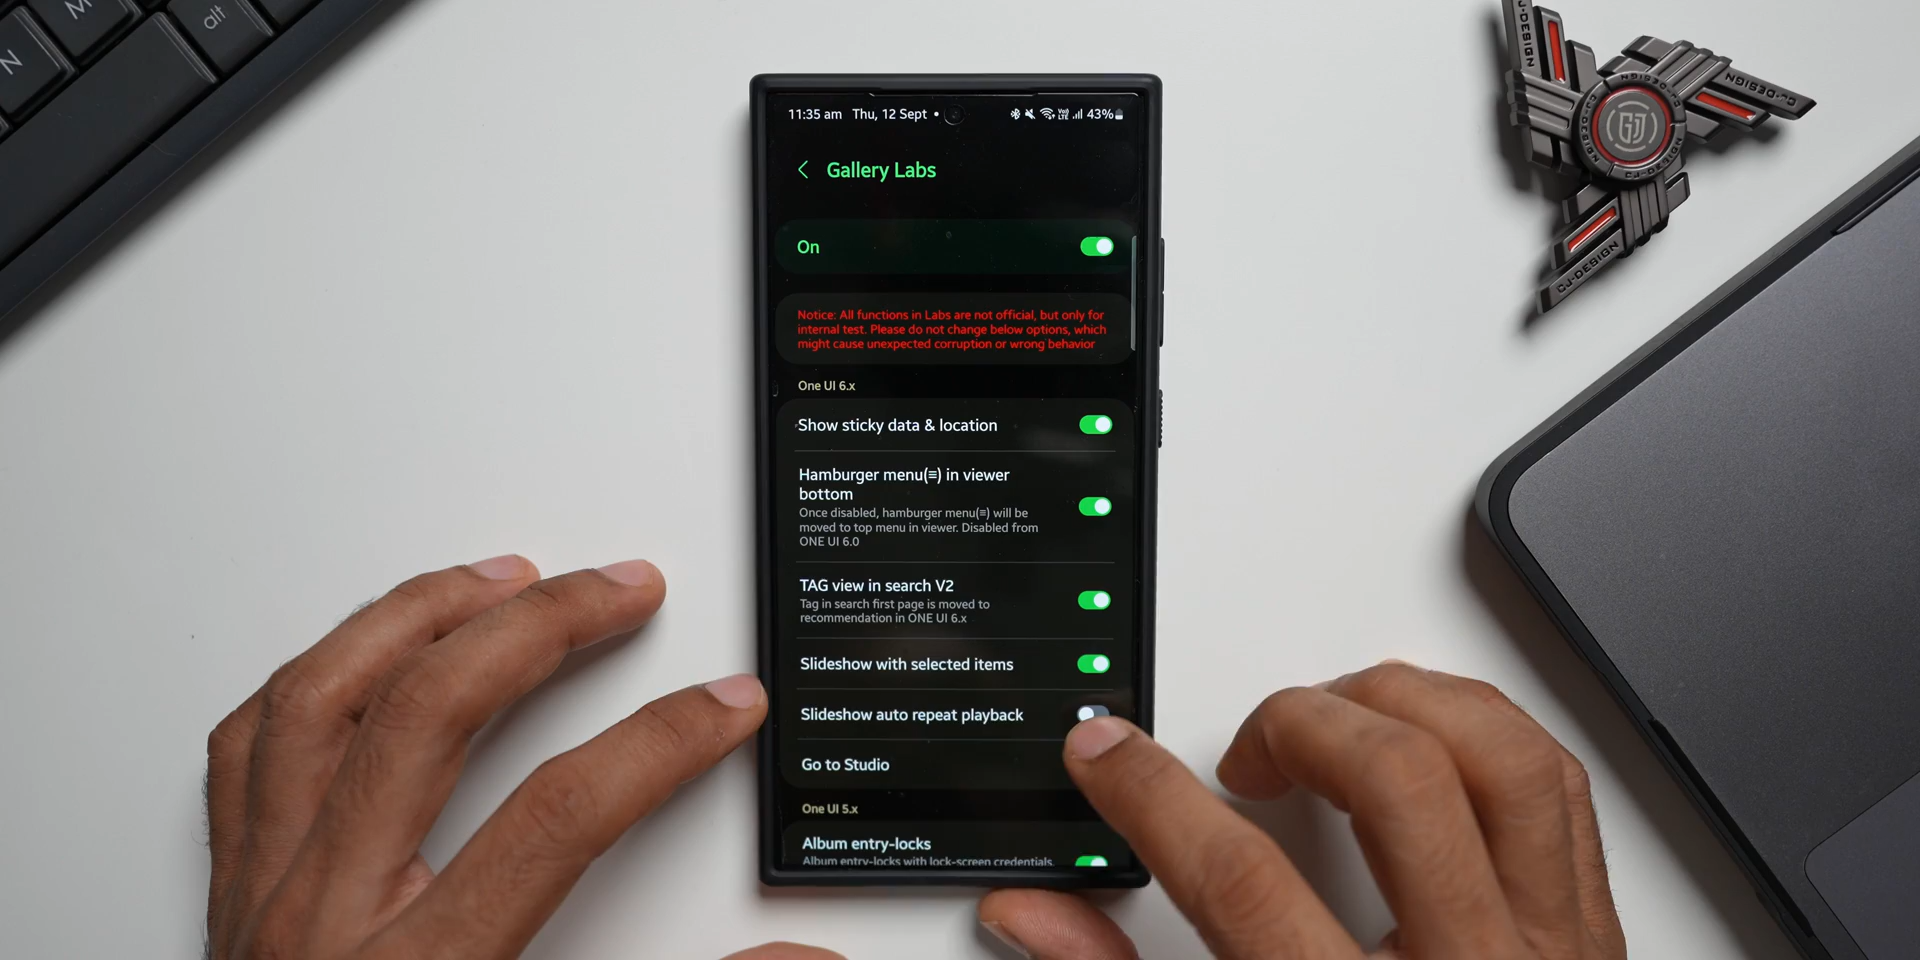 N
M
alt
11:35 am Thu, 12 Sept
43%
Gallery Labs
On
Notice: All functions in Labs are not official, but only for
internal test. Please do not change below options, which
might cause unexpected corruption or wrong behavior
One UI 6.x
Show sticky data & location
Hamburger menu(≡) in viewer
bottom
Once disabled, hamburger menu(≡) will be
moved to top menu in viewer. Disabled from
ONE UI 6.0
TAG view in search V2
Tag in search first page is moved to
recommendation in ONE UI 6.x
Slideshow with selected items
Slideshow auto repeat playback
Go to Studio
One UI 5.x
Album entry-locks
Album entry-locks with lock-screen credentials.
CJ-DESIGN
CJ-DESIGN
CJ-DESIGN